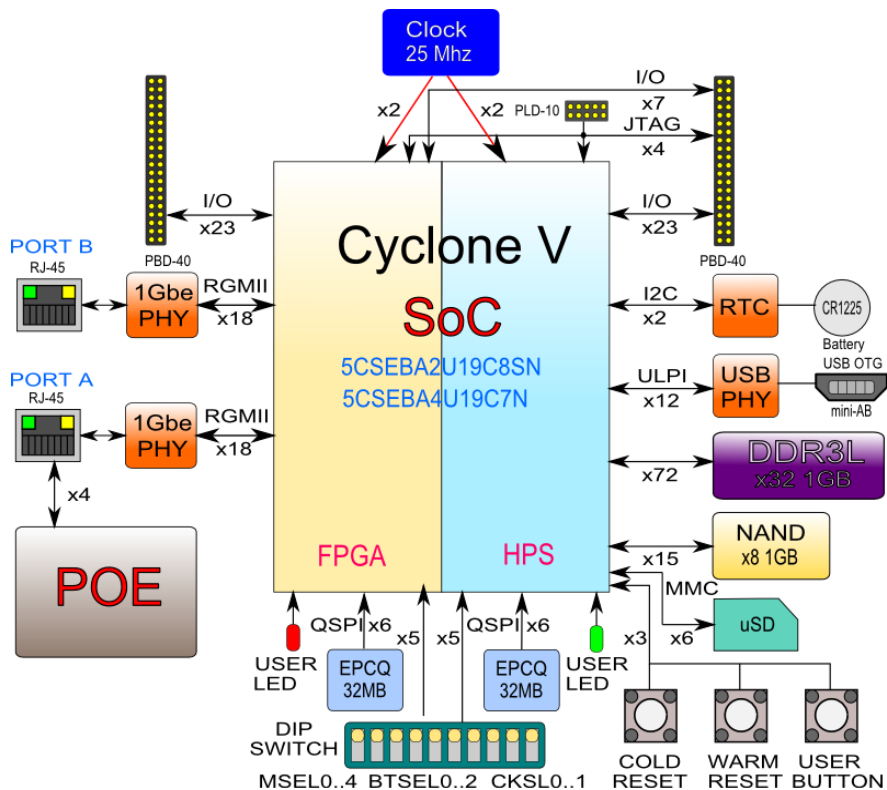 Clock
25 Mhz
x2
x2
PLD-10
I/O
x7
JTAG
x4
I/O
x23
PBD-40
I/O
x23
PBD-40
Cyclone V
SoC
5CSEBA2U19C8SN
5CSEBA4U19C7N
FPGA
HPS
PORT B
RJ-45
1Gbe
PHY
RGMII
x18
PORT A
RJ-45
1Gbe
PHY
RGMII
x18
x4
POE
I2C
x2
RTC
CR1225
Battery
ULPI
x12
USB
PHY
USB OTG
mini-AB
x72
DDR3L
x32 1GB
x15
NAND
x8 1GB
MMC
x6
uSD
x3
USER
LED
QSPI x6
EPCQ
32MB
x5
x5
QSPI x6
EPCQ
32MB
USER
LED
DIP
SWITCH
MSEL0..4 BTSEL0..2 CKSL0..1
COLD
RESET
WARM
RESET
USER
BUTTON